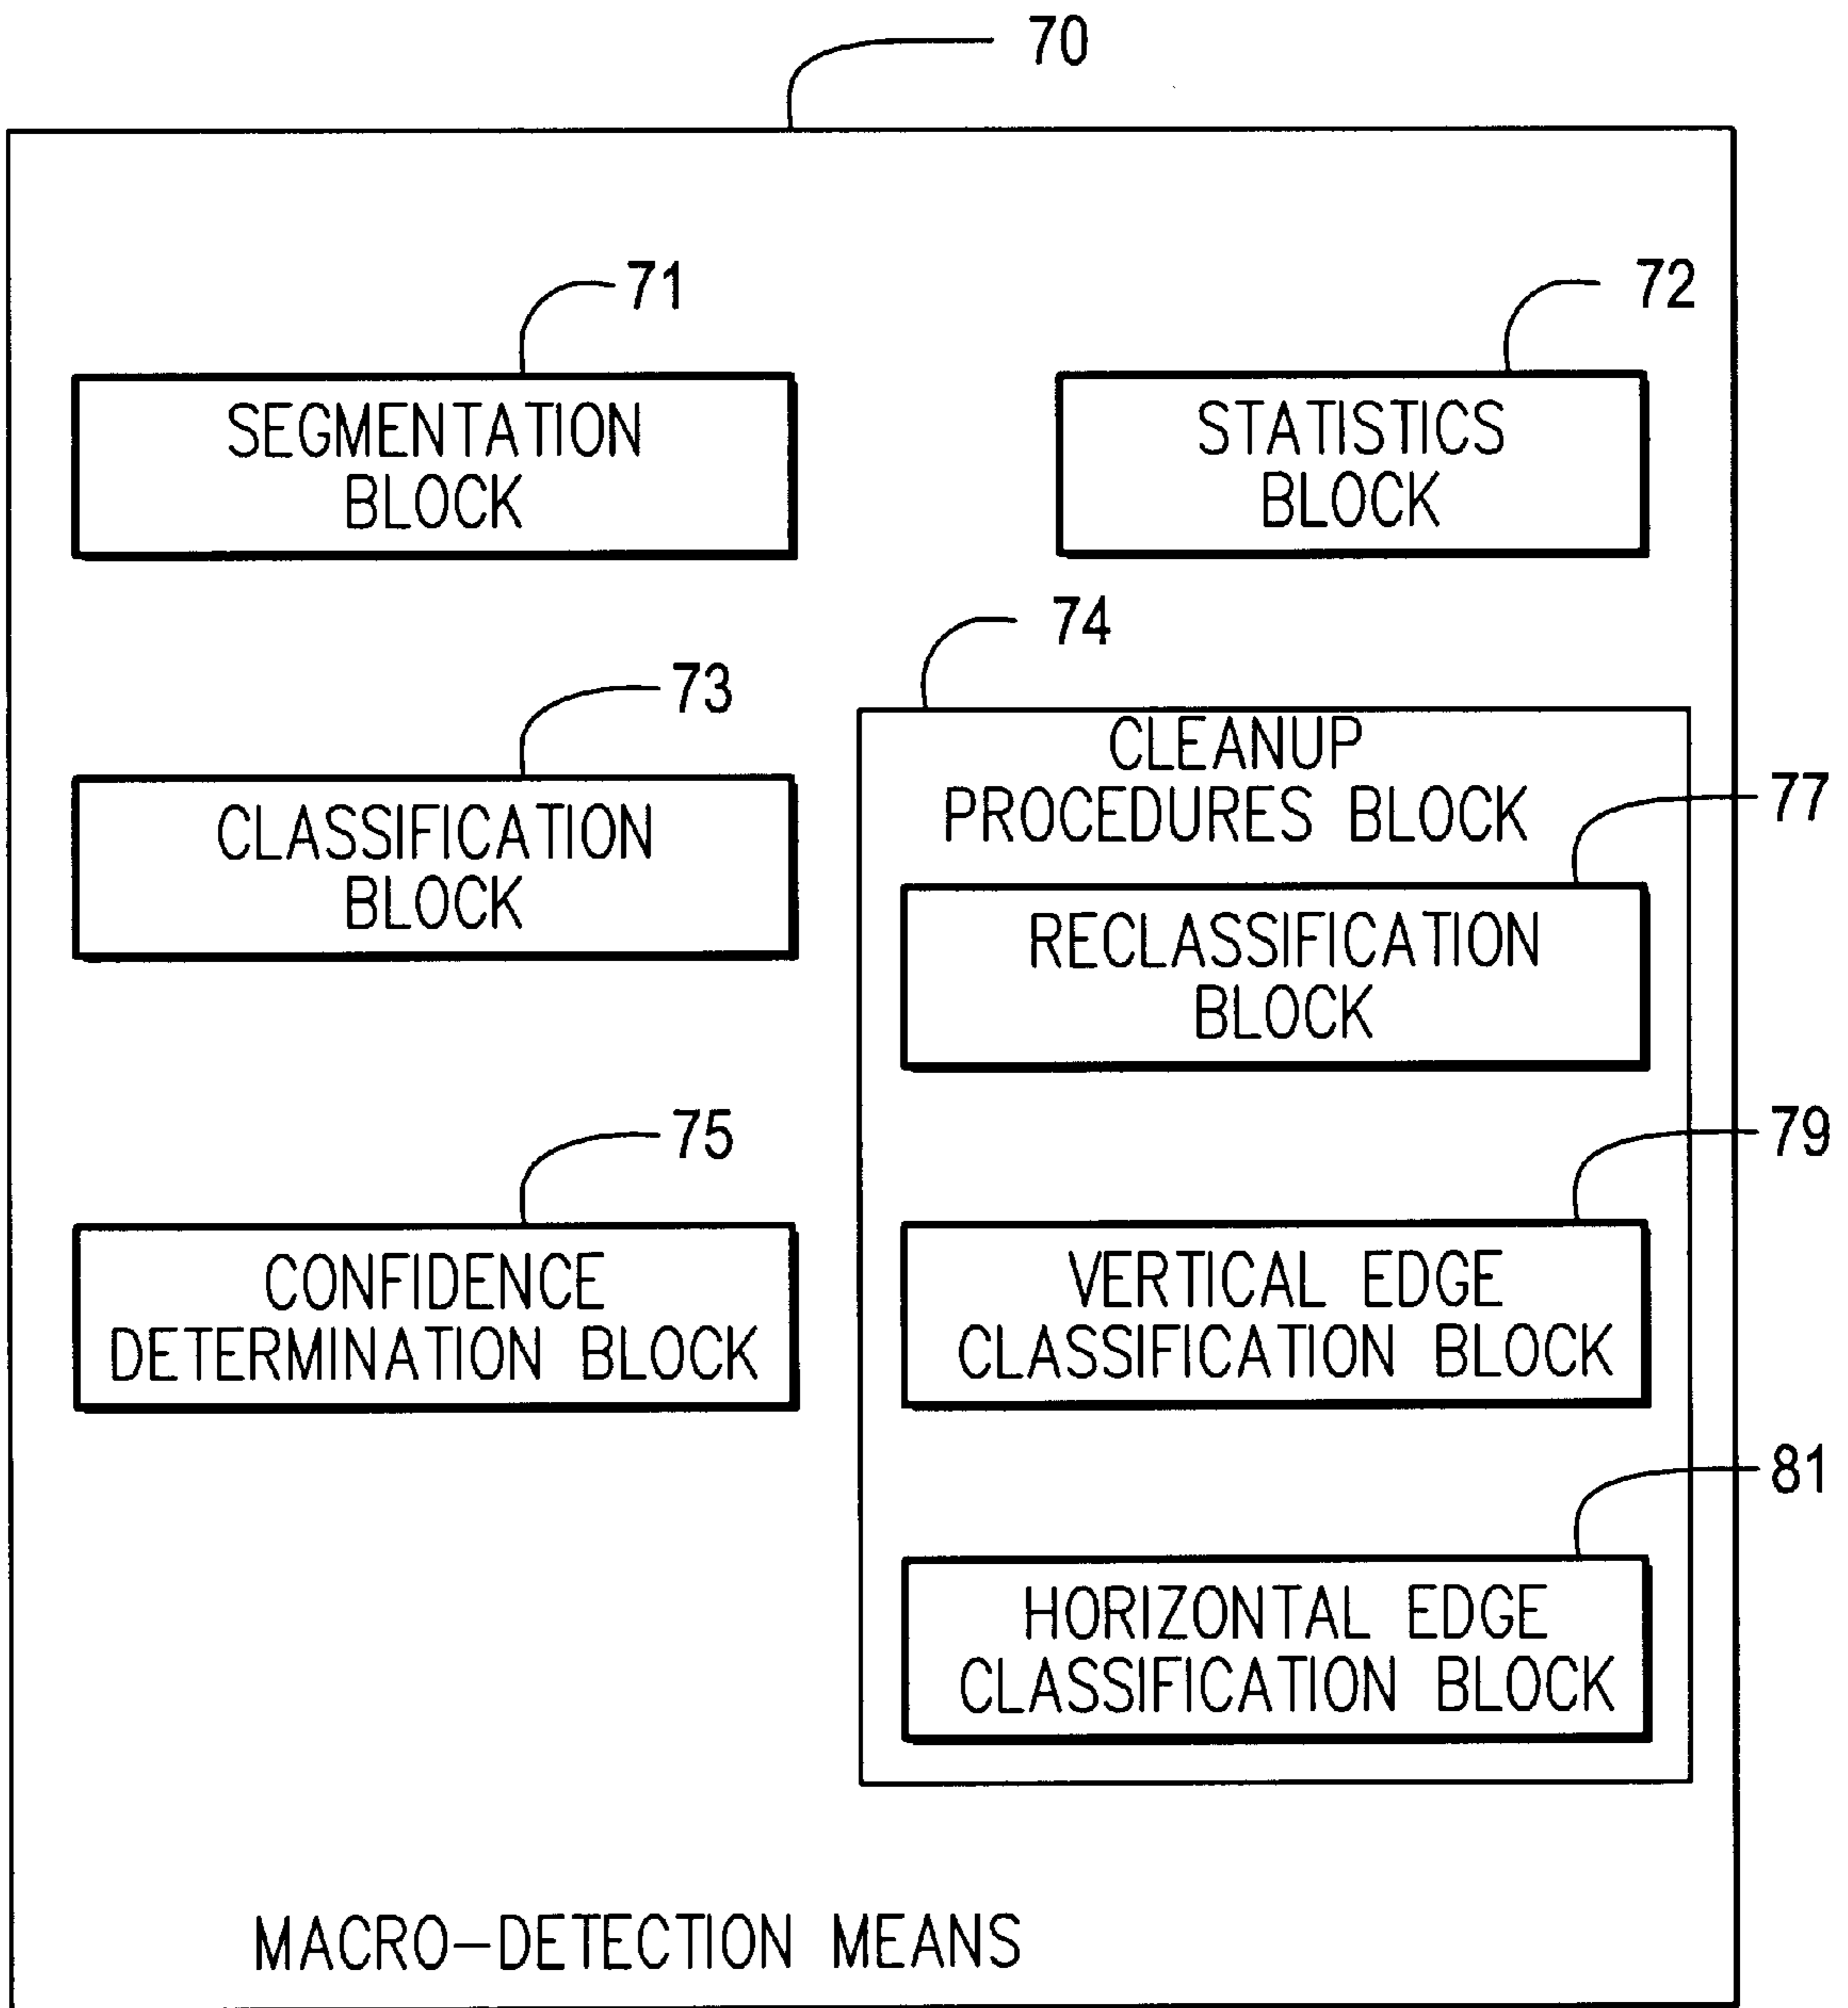 70
71
SEGMENTATION
BLOCK
72
STATISTICS
BLOCK
73
CLASSIFICATION
BLOCK
74
CLEANUP
PROCEDURES BLOCK
77
RECLASSIFICATION
BLOCK
75
CONFIDENCE
DETERMINATION BLOCK
79
VERTICAL EDGE
CLASSIFICATION BLOCK
81
HORIZONTAL EDGE
CLASSIFICATION BLOCK
MACRO-DETECTION MEANS